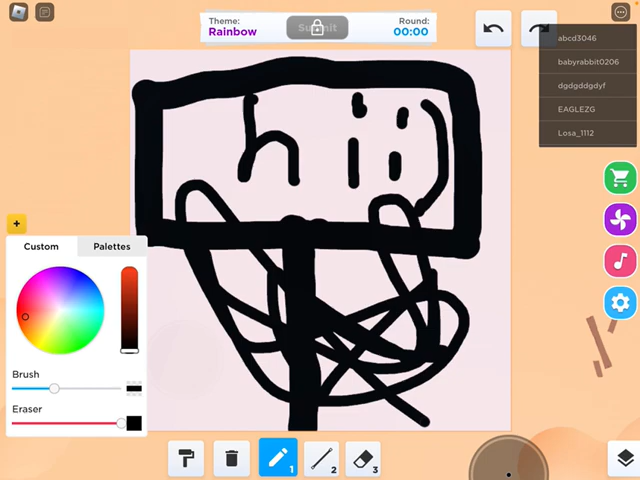 Theme:
Rainbow
Submit
Round:
00:00
abcd3046
babyrabbit0206
dgdgddgdyf
EAGLEZG
Losa_1112
hi :)
+
Custom
Palettes
Brush
Eraser
1
2
3